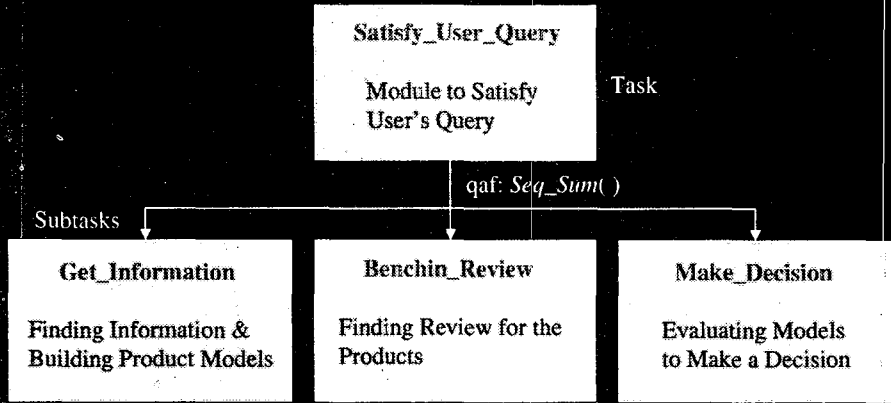 Satisfy_User_Query
Module to Satisfy
User's Query
Task
qaf: Seq_Sum( )
Subtasks
Get_Information
Finding Information &
Building Product Models
Benchin_Review
Finding Review for the
Products
Make_Decision
Evaluating Models
to Make a Decision